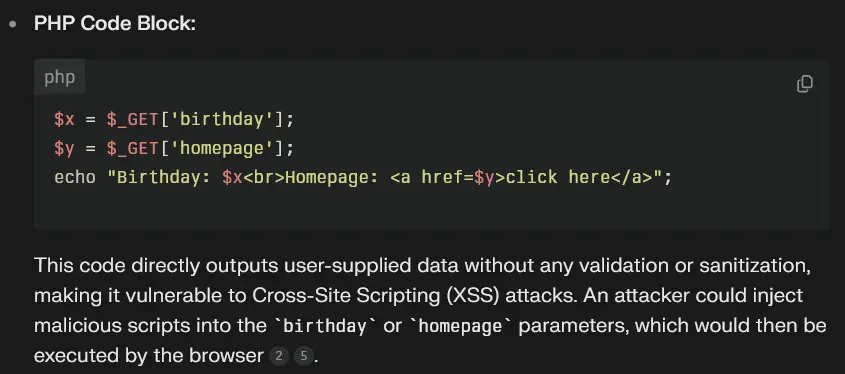 • PHP Code Block:
php
$x = $_GET['birthday'];
$y = $_GET['homepage'];
echo "Birthday: $x<br>Homepage: <a href=$y>click here</a>";
This code directly outputs user-supplied data without any validation or sanitization,
making it vulnerable to Cross-Site Scripting (XSS) attacks. An attacker could inject
malicious scripts into the `birthday` or `homepage` parameters, which would then be
executed by the browser 2 5.